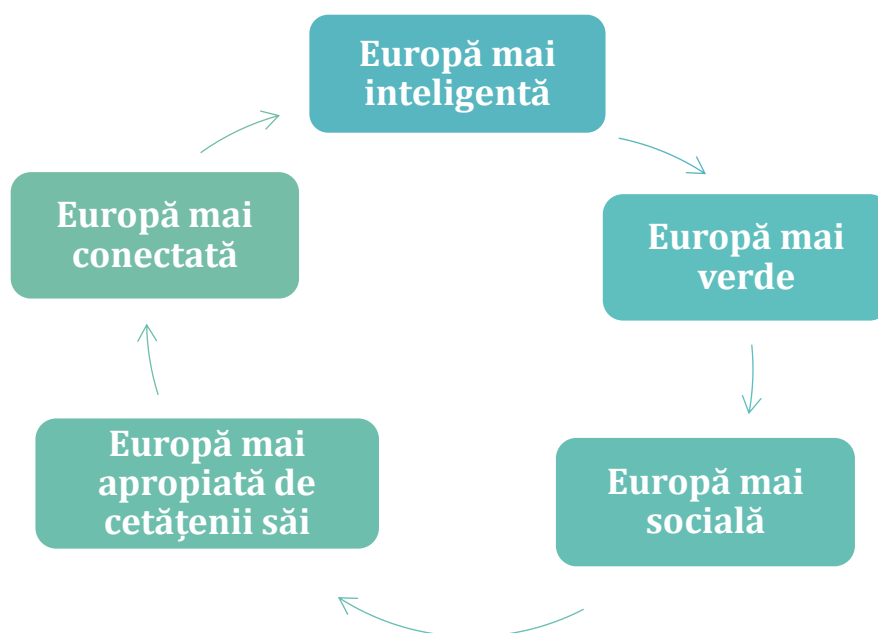 Europă mai
inteligentă
Europă mai
verde
Europă mai
socială
Europă mai
apropiată de
cetățenii săi
Europă mai
conectată